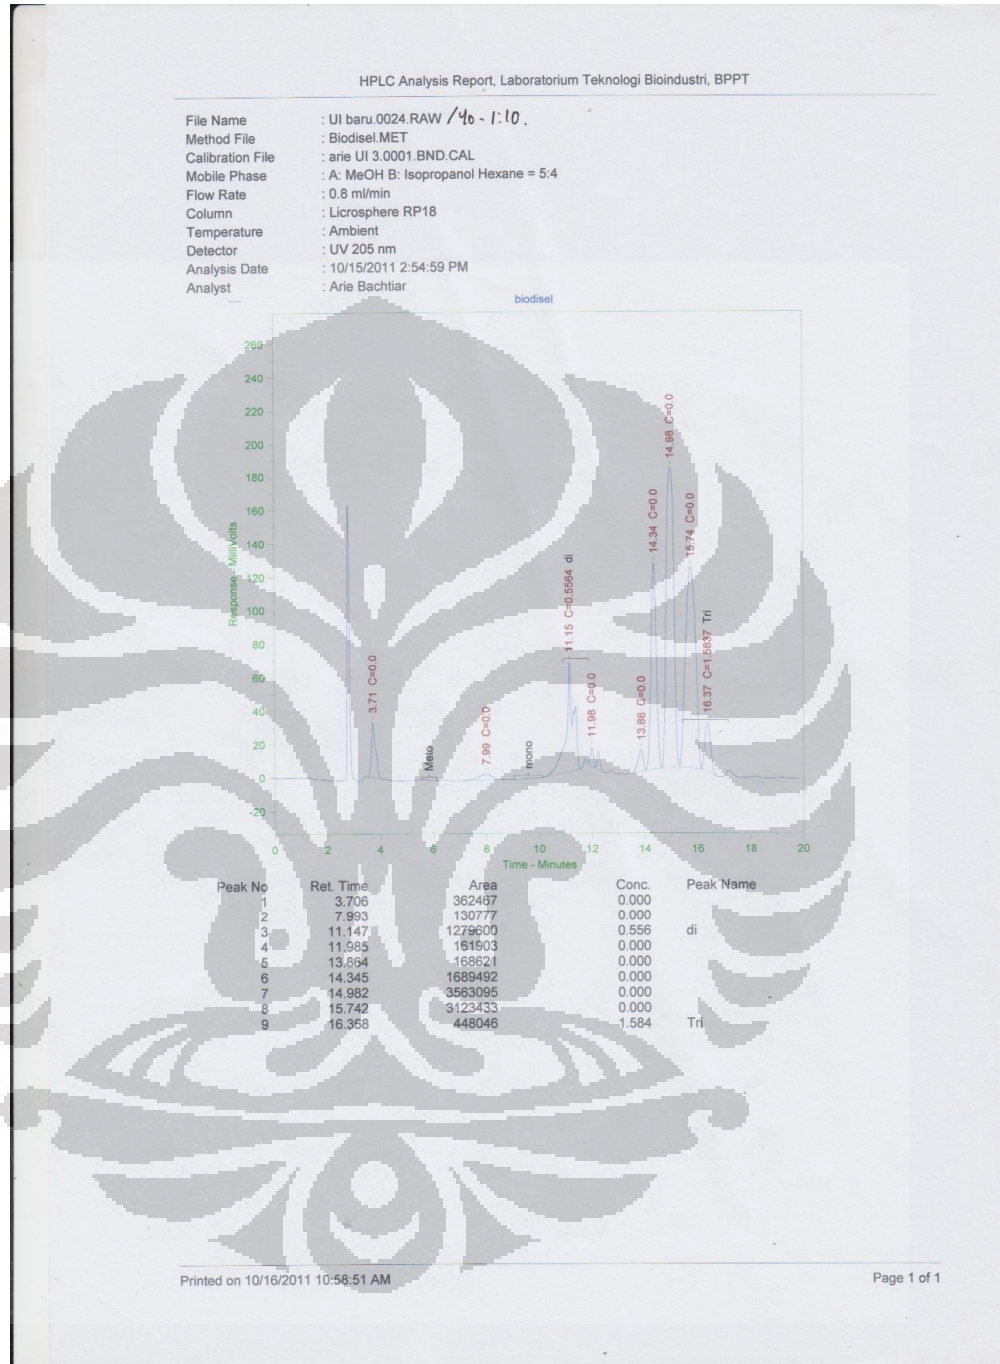 HPLC Analysis Report, Laboratorium Teknologi Bioindustri, BPPT
File Name : UI baru.0024.RAW /40 - 1:10.
Method File : Biodisel.MET
Calibration File : arie UI 3.0001.BND.CAL
Mobile Phase : A: MeOH B: Isopropanol Hexane = 5:4
Flow Rate : 0.8 ml/min
Column : Licrosphere RP18
Temperature : Ambient
Detector : UV 205 nm
Analysis Date : 10/15/2011 2:54:59 PM
Analyst : Arie Bachtiar
biodisel
260
240
220
200
180
160
140
120
100
80
60
40
20
0
-20
Response - MilliVolts
3.71 C=0.0
Meio
7.99 C=0.0
mono
11.15 C=0.5564 di
11.98 C=0.0
13.86 C=0.0
14.34 C=0.0
14.98 C=0.0
15.74 C=0.0
16.37 C=1.5837 Tri
0 2 4 6 8 10 12 14 16 18 20
Time - Minutes
Peak No Ret. Time Area Conc. Peak Name
1 3.706 362467 0.000
2 7.993 130777 0.000
3 11.147 1279600 0.556 di
4 11.985 161903 0.000
5 13.864 168621 0.000
6 14.345 1689492 0.000
7 14.982 3563095 0.000
8 15.742 3123433 0.000
9 16.368 448046 1.584 Tri
Printed on 10/16/2011 10:58:51 AM
Page 1 of 1